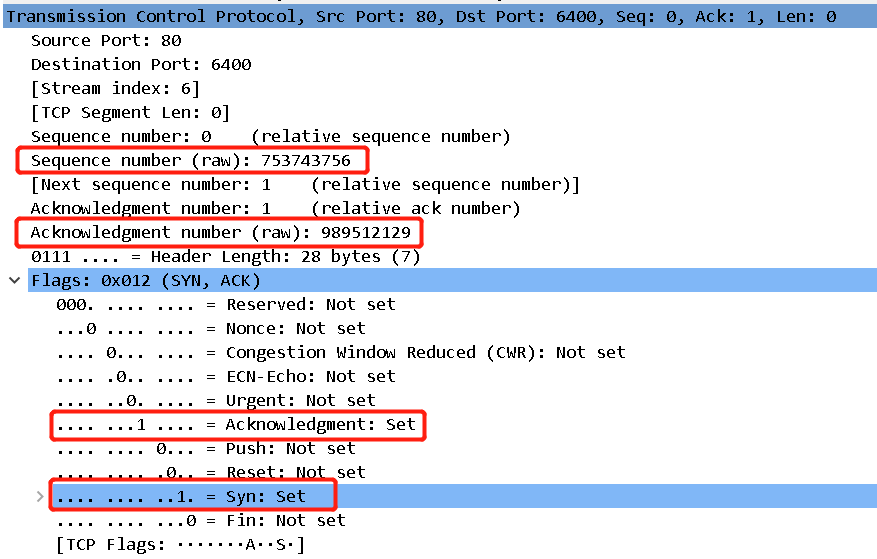 Transmission Control Protocol, Src Port: 80, Dst Port: 6400, Seq: 0, Ack: 1, Len: 0
Source Port: 80
Destination Port: 6400
[Stream index: 6]
[TCP Segment Len: 0]
Sequence number: 0    (relative sequence number)
Sequence number (raw): 753743756
[Next sequence number: 1    (relative sequence number)]
Acknowledgment number: 1    (relative ack number)
Acknowledgment number (raw): 989512129
0111 .... = Header Length: 28 bytes (7)
Flags: 0x012 (SYN, ACK)
000. .... .... = Reserved: Not set
...0 .... .... = Nonce: Not set
.... 0... .... = Congestion Window Reduced (CWR): Not set
.... .0.. .... = ECN-Echo: Not set
.... ..0. .... = Urgent: Not set
.... ...1 .... = Acknowledgment: Set
.... .... 0... = Push: Not set
.... .... .0.. = Reset: Not set
.... .... ..1. = Syn: Set
.... .... ...0 = Fin: Not set
[TCP Flags: ·······A··S·]